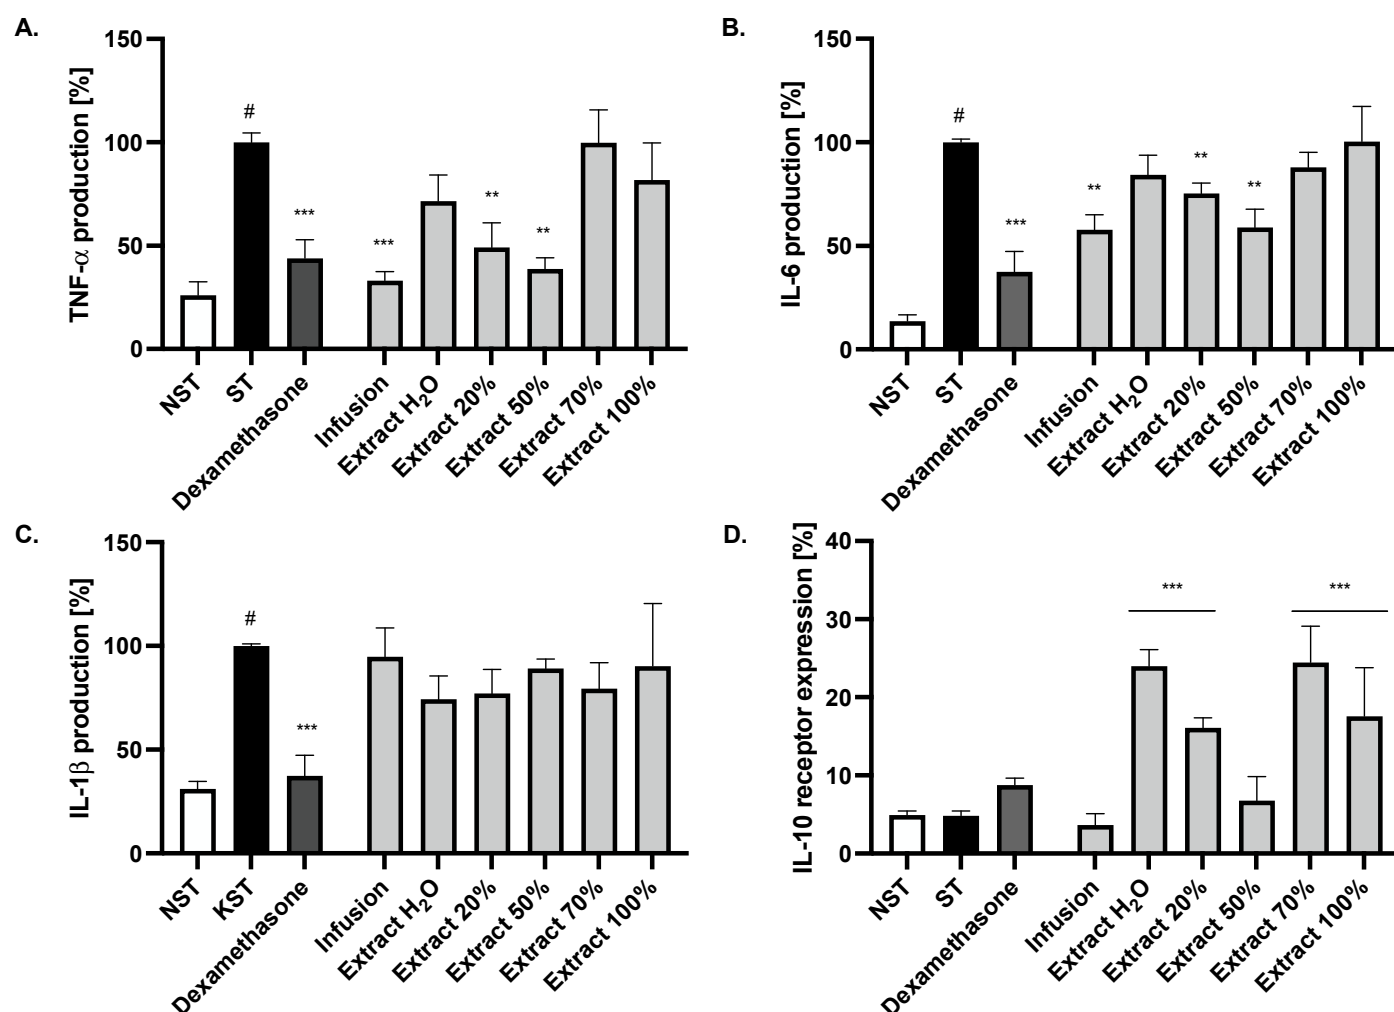 A.
TNF-α production [%]
150
100
50
0
#
***
***
**
**
NST
ST
Dexamethasone
Infusion
Extract H2O
Extract 20%
Extract 50%
Extract 70%
Extract 100%
B.
IL-6 production [%]
150
100
50
0
#
***
**
**
**
NST
ST
Dexamethasone
Infusion
Extract H2O
Extract 20%
Extract 50%
Extract 70%
Extract 100%
C.
IL-1β production [%]
150
100
50
0
#
***
NST
KST
Dexamethasone
Infusion
Extract H2O
Extract 20%
Extract 50%
Extract 70%
Extract 100%
D.
IL-10 receptor expression [%]
40
30
20
10
0
***
***
NST
ST
Dexamethasone
Infusion
Extract H2O
Extract 20%
Extract 50%
Extract 70%
Extract 100%